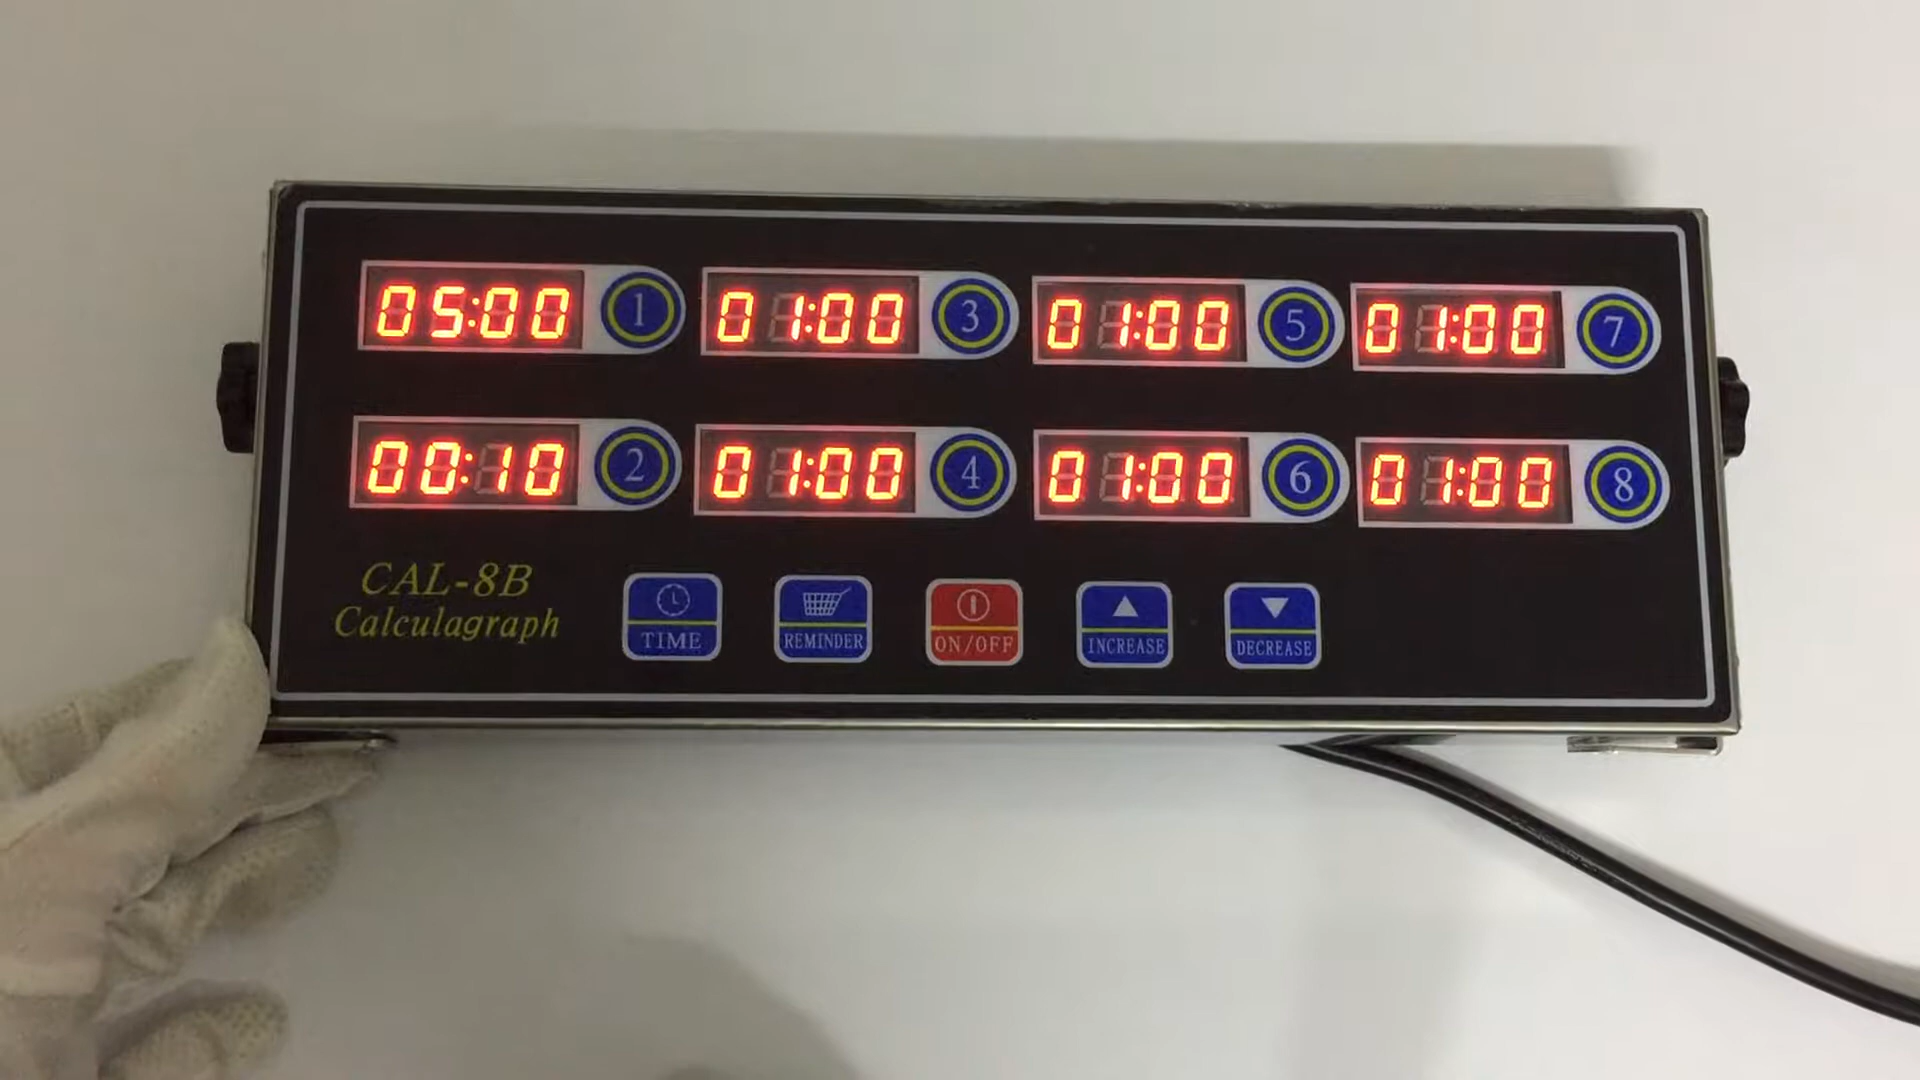 05:00 1 01:00 3 01:00 5 01:00 7
00:10 2 01:00 4 01:00 6 01:00 8
CAL-8B
Calculagraph
TIME REMINDER ON/OFF INCREASE DECREASE